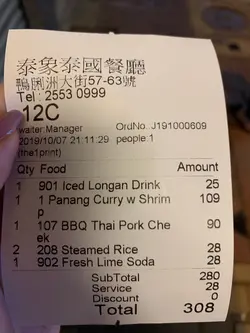 泰象泰國餐廳
鴨脷洲大街57-63號
Tel : 2553 0999
12C
waiter:Manager OrdNo. J191000609
2019/10/07 21:11:29 people:1
(the1print)
Qty Food Amount
1 901 Iced Longan Drink 25
1 1 Panang Curry w Shrim 109
p
1 107 BBQ Thai Pork Che 90
ek
2 208 Steamed Rice 28
1 902 Fresh Lime Soda 28
SubTotal 280
Service 28
Discount 0
Total 308